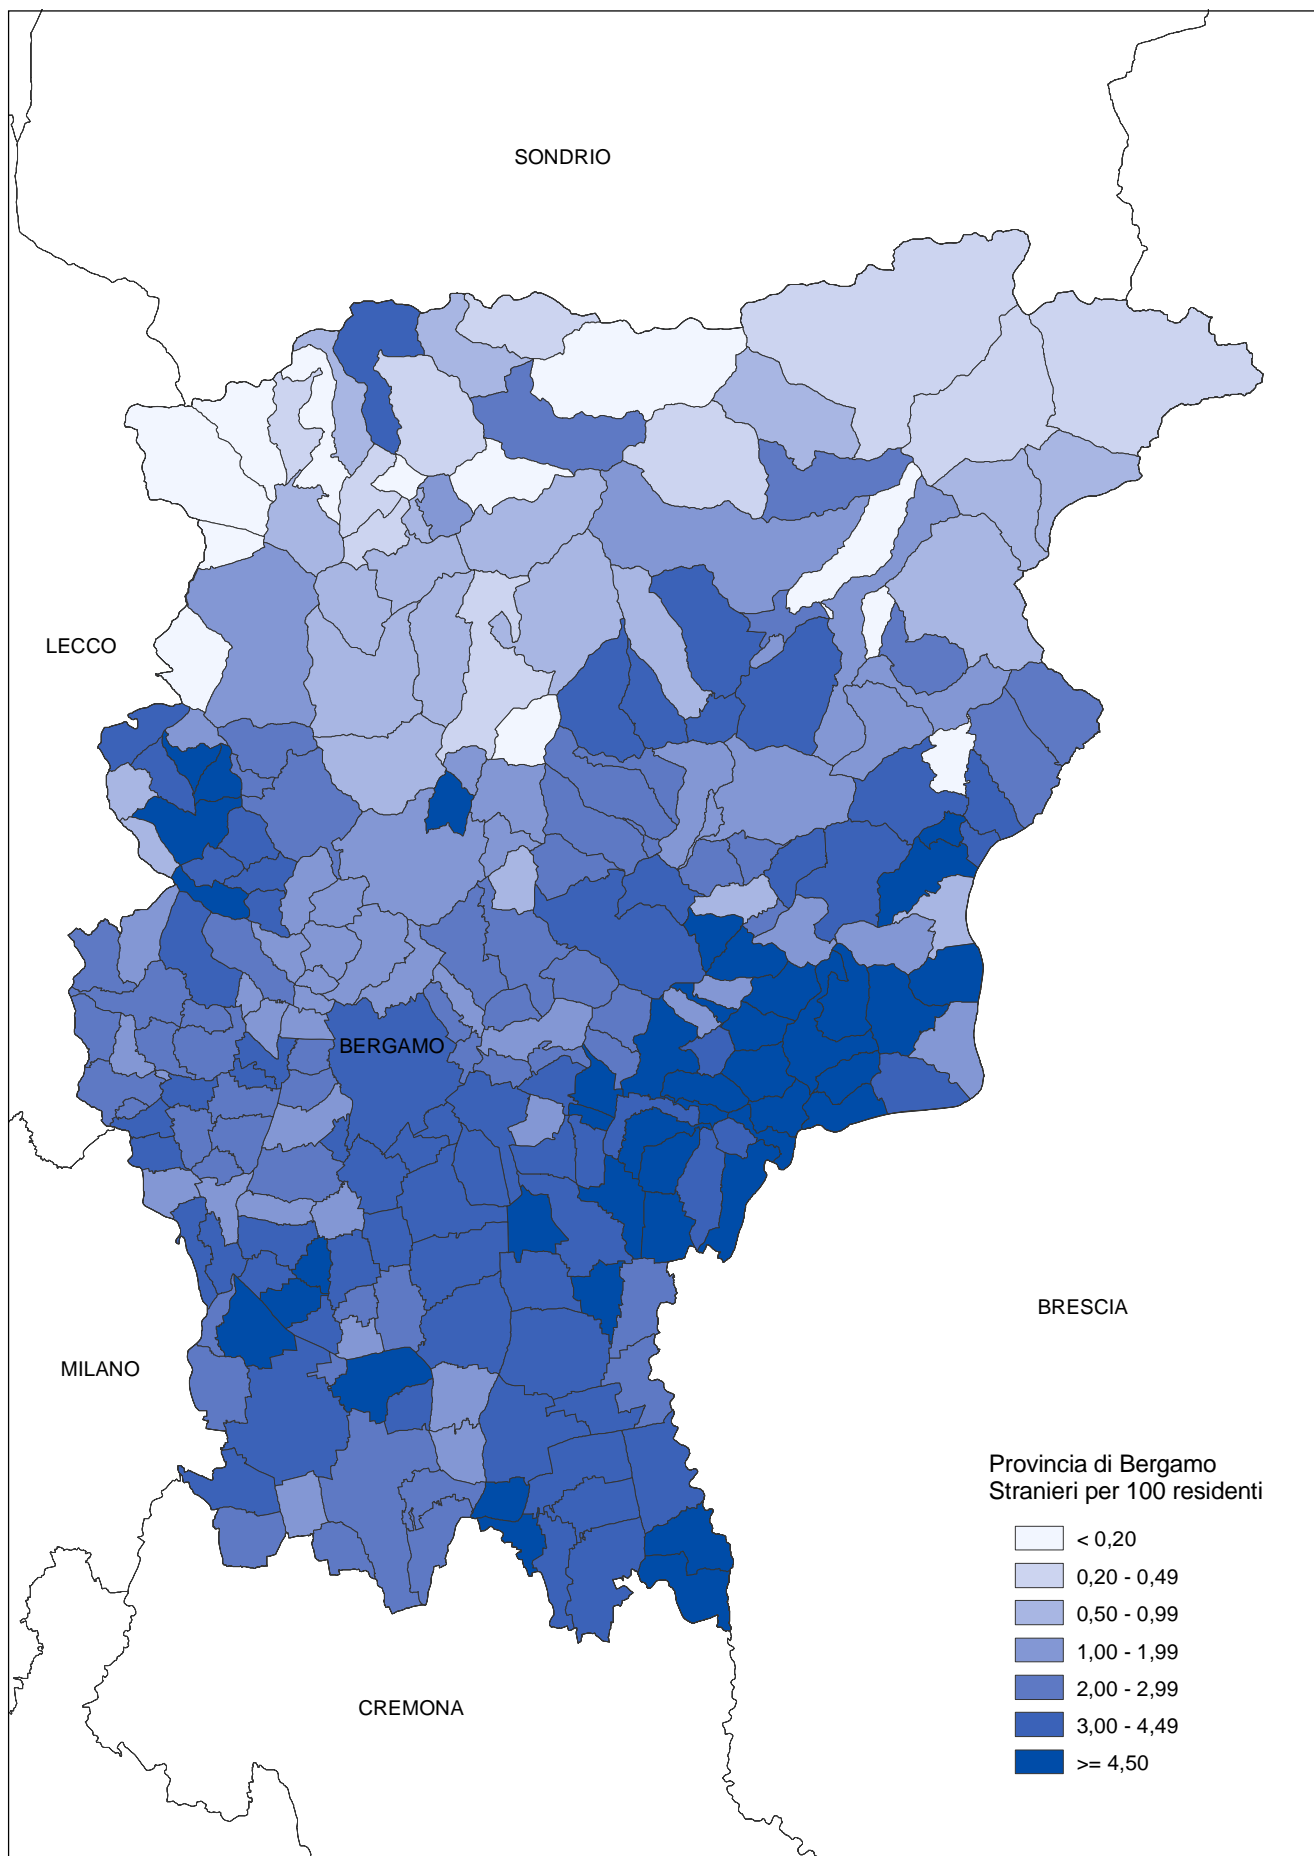 SONDRIO
LECCO
BERGAMO
BRESCIA
MILANO
Provincia di Bergamo
Stranieri per 100 residenti
< 0,20
0,20 - 0,49
0,50 - 0,99
1,00 - 1,99
2,00 - 2,99
3,00 - 4,49
>= 4,50
CREMONA